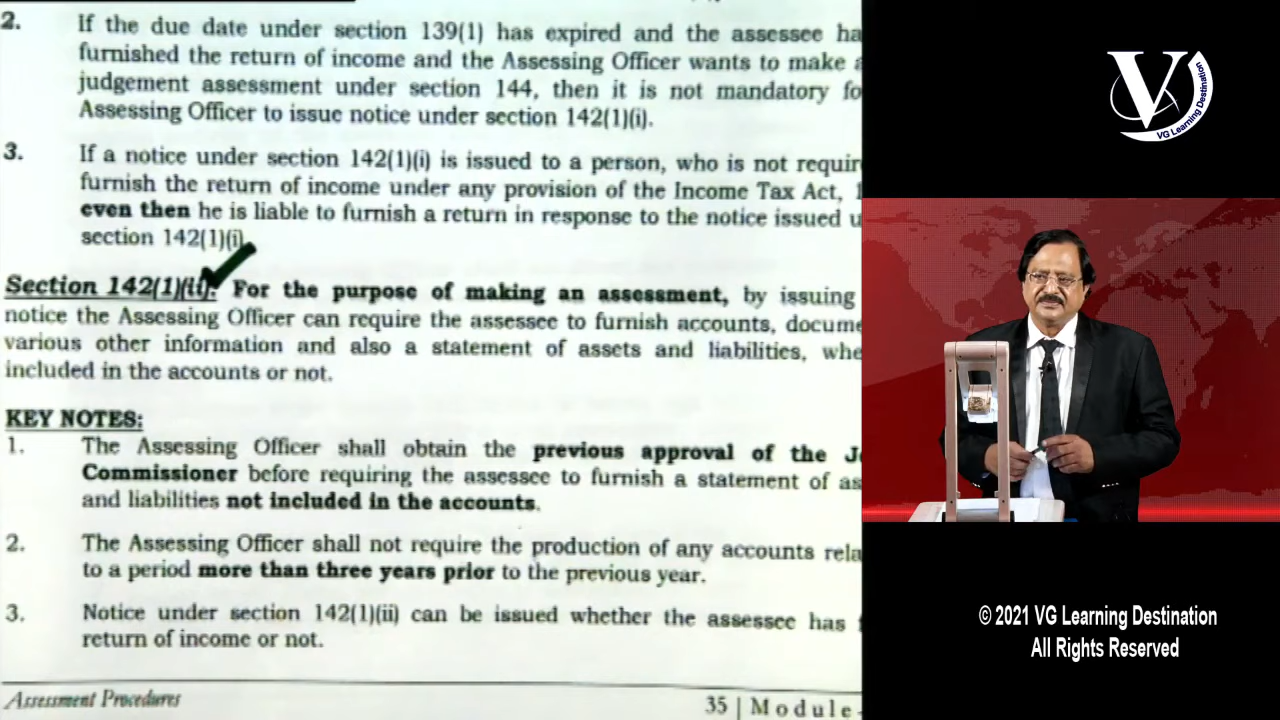 2. If the due date under section 139(1) has expired and the assessee ha
furnished the return of income and the Assessing Officer wants to make a
judgement assessment under section 144, then it is not mandatory fo
Assessing Officer to issue notice under section 142(1)(i).
3. If a notice under section 142(1)(i) is issued to a person, who is not requir
furnish the return of income under any provision of the Income Tax Act, 1
even then he is liable to furnish a return in response to the notice issued u
section 142(1)(i)
Section 142(1)(ii): For the purpose of making an assessment, by issuing
notice the Assessing Officer can require the assessee to furnish accounts, docume
various other information and also a statement of assets and liabilities, whe
included in the accounts or not.
KEY NOTES:
1. The Assessing Officer shall obtain the previous approval of the J
Commissioner before requiring the assessee to furnish a statement of as
and liabilities not included in the accounts.
2. The Assessing Officer shall not require the production of any accounts rela
to a period more than three years prior to the previous year.
3. Notice under section 142(1)(ii) can be issued whether the assessee has
return of income or not.
Assessment Procedures
35 | Module
V
VG Learning Destination
© 2021 VG Learning Destination
All Rights Reserved